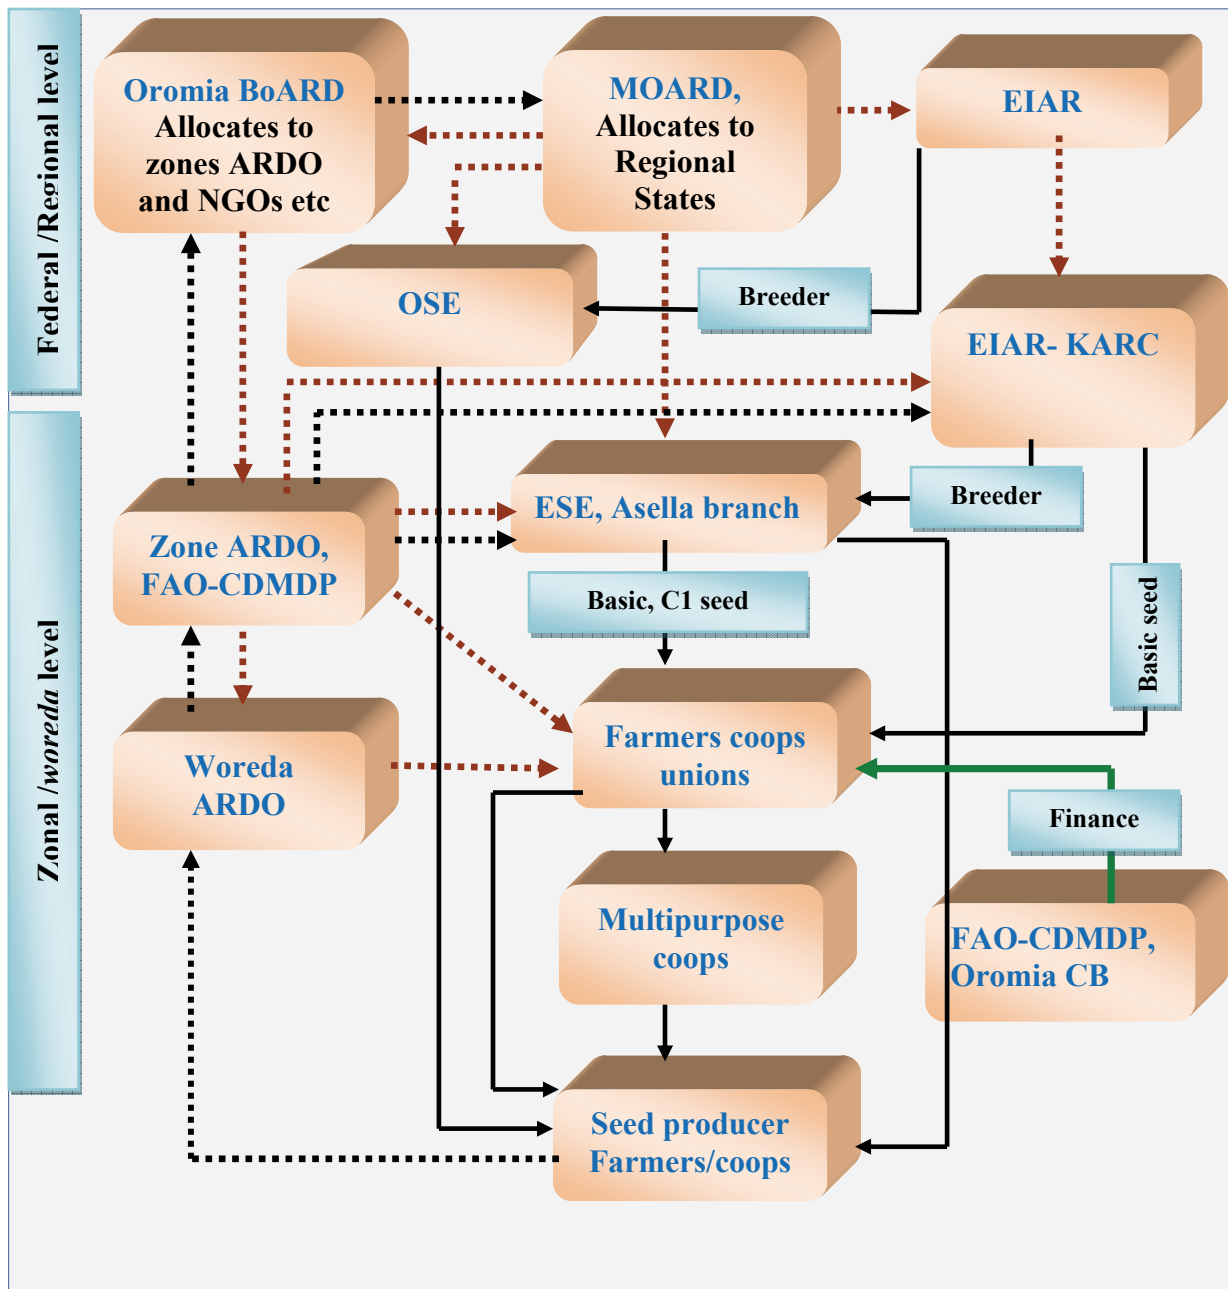 Federal /Regional level
Oromia BoARD
Allocates to
zones ARDO
and NGOs etc
MOARD,
Allocates to
Regional
States
EIAR
OSE
Breeder
EIAR- KARC
Zonal /woreda level
Zone ARDO,
FAO-CDMDP
ESE, Asella branch
Breeder
Basic, C1 seed
Basic seed
Woreda
ARDO
Farmers coops
unions
Finance
Multipurpose
coops
FAO-CDMDP,
Oromia CB
Seed producer
Farmers/coops